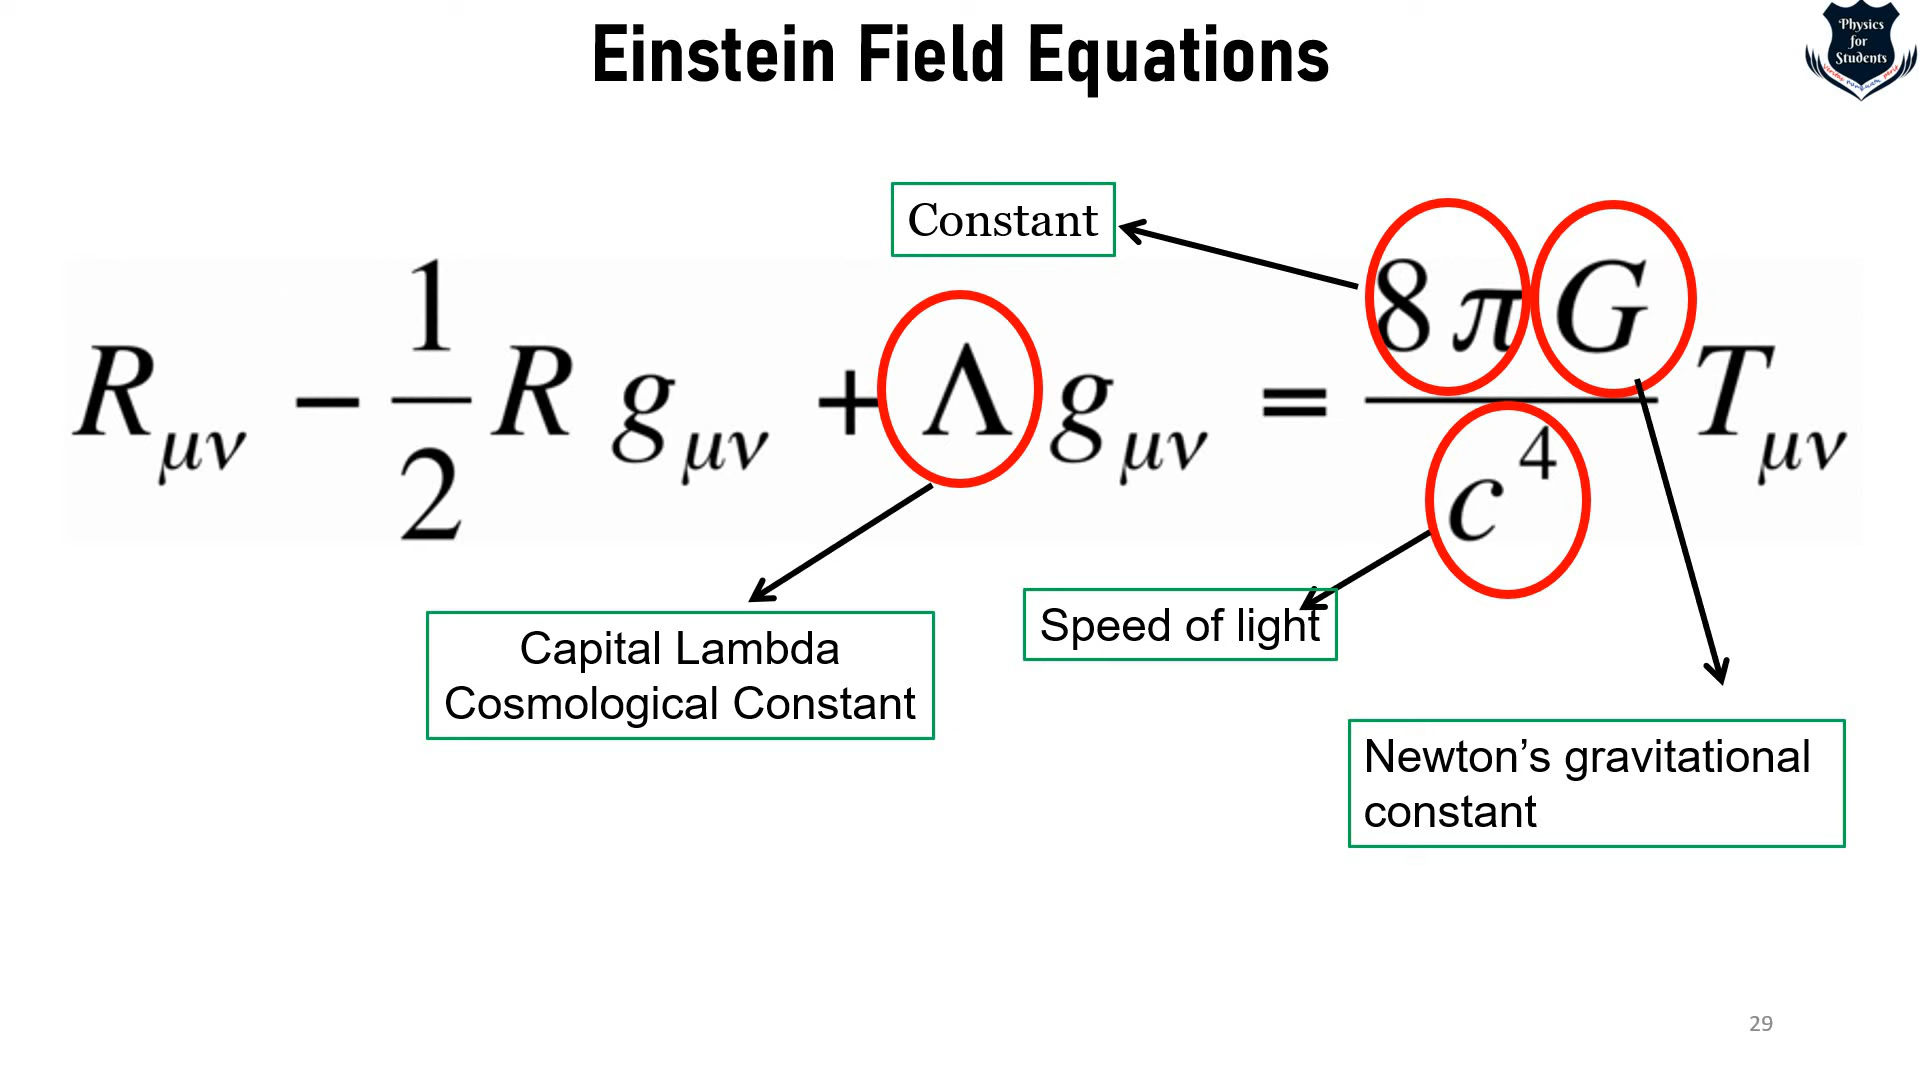 Einstein Field Equations
Physics
for
Students
Constant
R_μν − 1/2 R g_μν + Λ g_μν = 8πG/c^4 T_μν
Capital Lambda
Cosmological Constant
Speed of light
Newton’s gravitational
constant
29